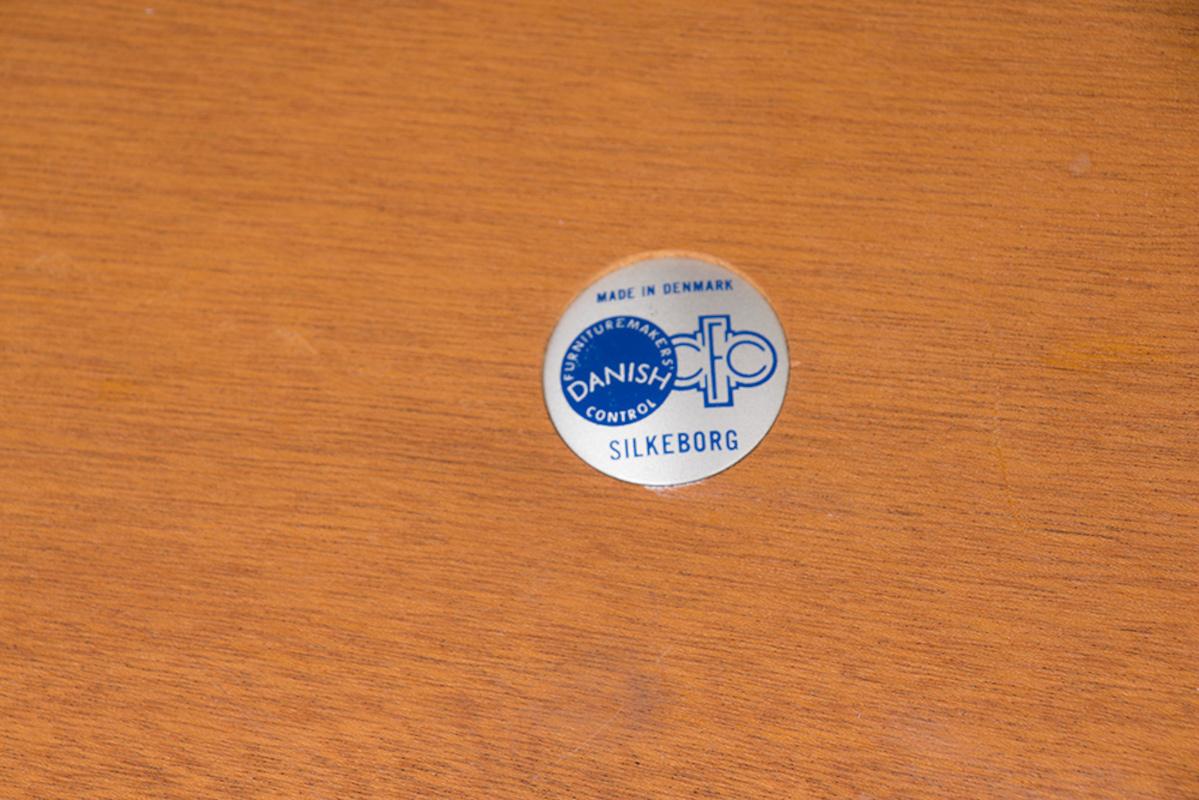 MADE IN DENMARK
FURNITUREMAKERS'
DANISH
CONTROL
CFC
SILKEBORG